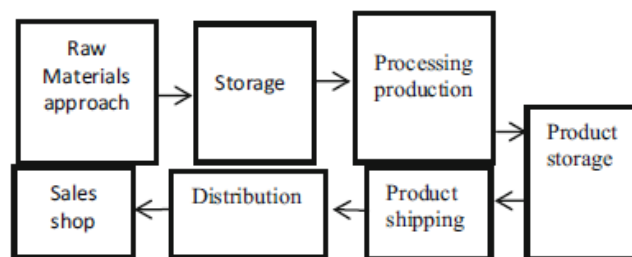 Raw
Materials
approach
Storage
Processing
production
Product
storage
Sales
shop
Distribution
Product
shipping